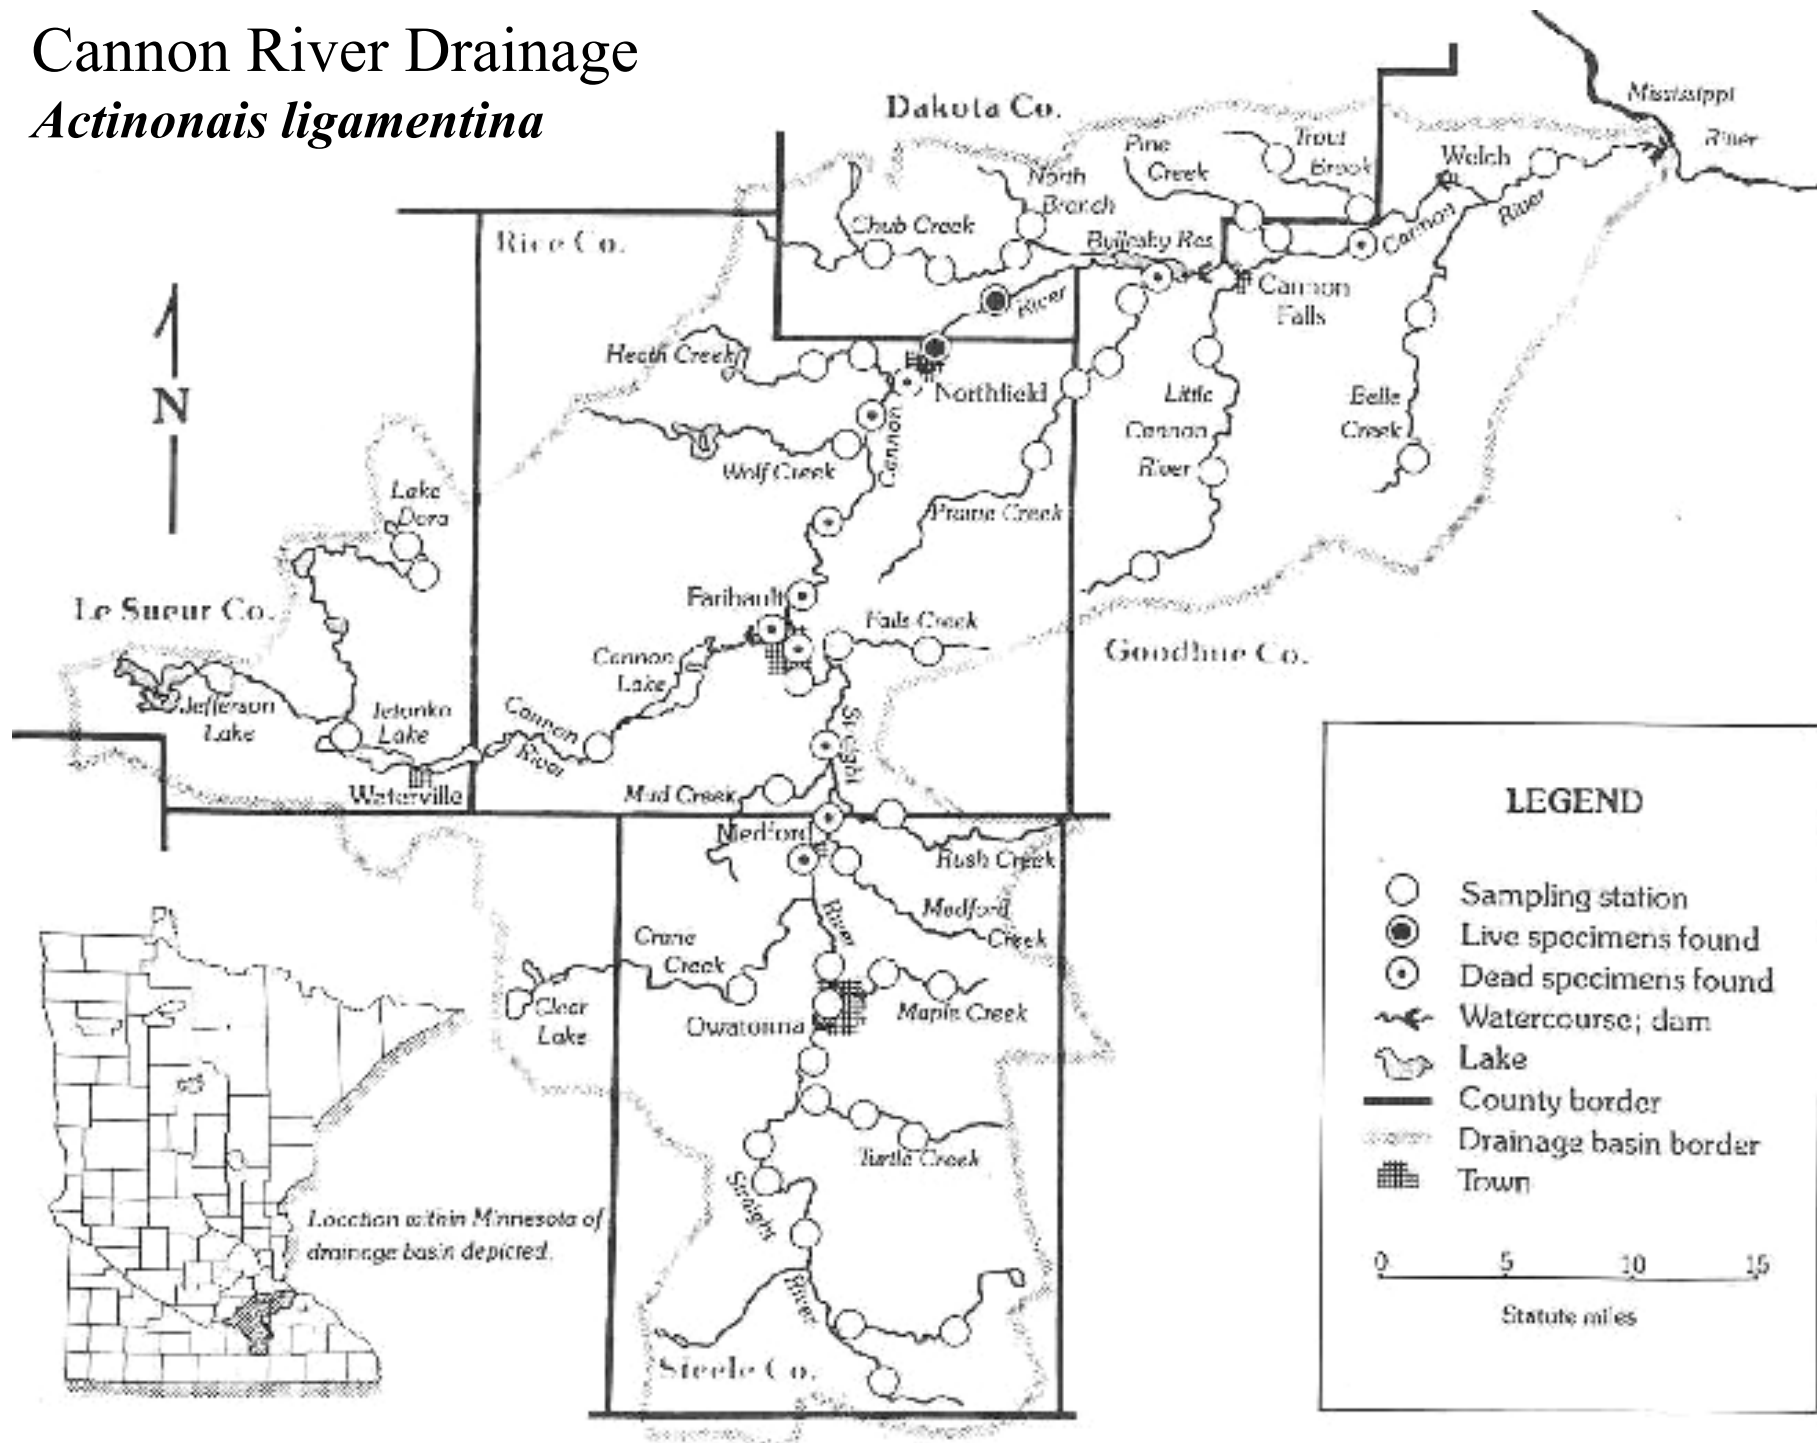 Cannon River Drainage
Actinonais ligamentina
Dakota Co.
Mississippi
River
Pine
Creek
Trout
Brook
Welch
North
Branch
Chub Creek
Byllesby Res
Cannon
River
Rice Co.
River
Cannon
Falls
Heath Creek
Northfield
Little
Cannon
River
Belle
Creek
Cannon
Wolf Creek
Lake
Dora
Prairie Creek
N
Le Sueur Co.
Faribault
Falls Creek
Goodhue Co.
Cannon
Lake
Jefferson
Lake
Tetonka
Lake
Cannon
River
Straight
Waterville
Mud Creek
Medford
Rush Creek
Medford
Creek
River
Crane
Creek
Clear
Lake
Owatonna
Maple Creek
Turtle Creek
Straight
River
Steele Co.
Location within Minnesota of
drainage basin depicted.
LEGEND
Sampling station
Live specimens found
Dead specimens found
Watercourse; dam
Lake
County border
Drainage basin border
Town
0 5 10 15
Statute miles